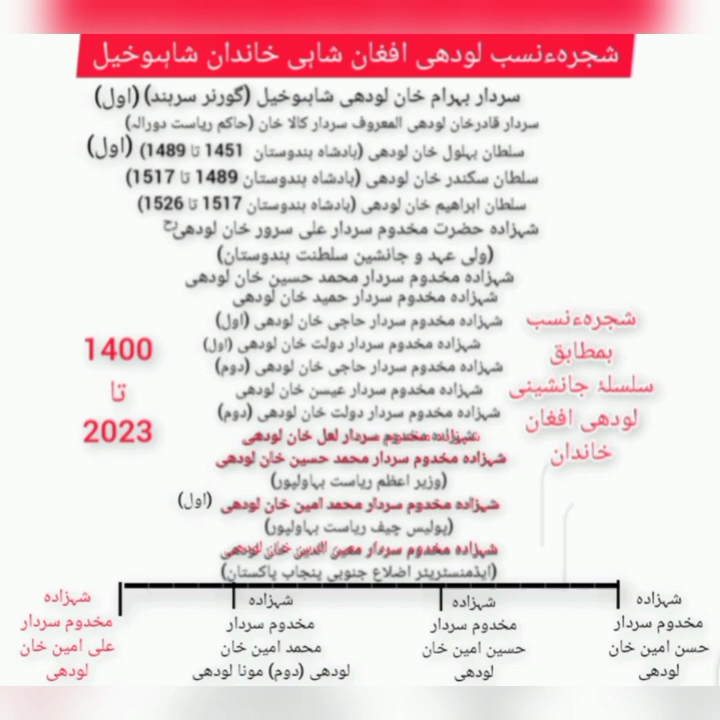 شجرہءنسب لودھی افغان شاہی خاندان شاہوخیل
سردار بہرام خان لودھی شاہوخیل (گورنر سرہند) (اول)
سردار قادرخان لودھی المعروف سردار کالا خان (حاکم ریاست دورالہ)
سلطان بہلول خان لودھی (بادشاہ ہندوستان 1451 تا 1489) (اول)
سلطان سکندر خان لودھی (بادشاہ ہندوستان 1489 تا 1517)
سلطان ابراھیم خان لودھی (بادشاہ ہندوستان 1517 تا 1526)
شہزادہ حضرت مخدوم سردار علی سرور خان لودھیؒ
(ولی عہد و جانشین سلطنت ہندوستان)
شہزادہ مخدوم سردار محمد حسین خان لودھی
شہزادہ مخدوم سردار حمید خان لودھی
شہزادہ مخدوم سردار حاجی خان لودھی (اول)
شہزادہ مخدوم سردار دولت خان لودھی (اول)
شہزادہ مخدوم سردار حاجی خان لودھی (دوم)
شہزادہ مخدوم سردار عیسن خان لودھی
شہزادہ مخدوم سردار دولت خان لودھی (دوم)
شہزادہ مخدوم سردار لعل خان لودھی
شہزادہ مخدوم سردار محمد حسین خان لودھی
(وزیر اعظم ریاست بہاولپور)
شہزادہ مخدوم سردار محمد امین خان لودھی (اول)
(پولیس چیف ریاست بہاولپور)
شہزادہ مخدوم سردار معین الدین خان لودھی
(ایڈمنسٹریٹر اضلاع جنوبی پنجاب پاکستان)
شجرہءنسب
بمطابق
سلسلۂ جانشینی
لودھی افغان
خاندان
1400
تا
2023
شہزادہ
مخدوم سردار
حسن امین خان
لودھی
شہزادہ
مخدوم سردار
حسین امین خان
لودھی
شہزادہ
مخدوم سردار
محمد امین خان
لودھی (دوم) مونا لودھی
شہزادہ
مخدوم سردار
علی امین خان
لودھی